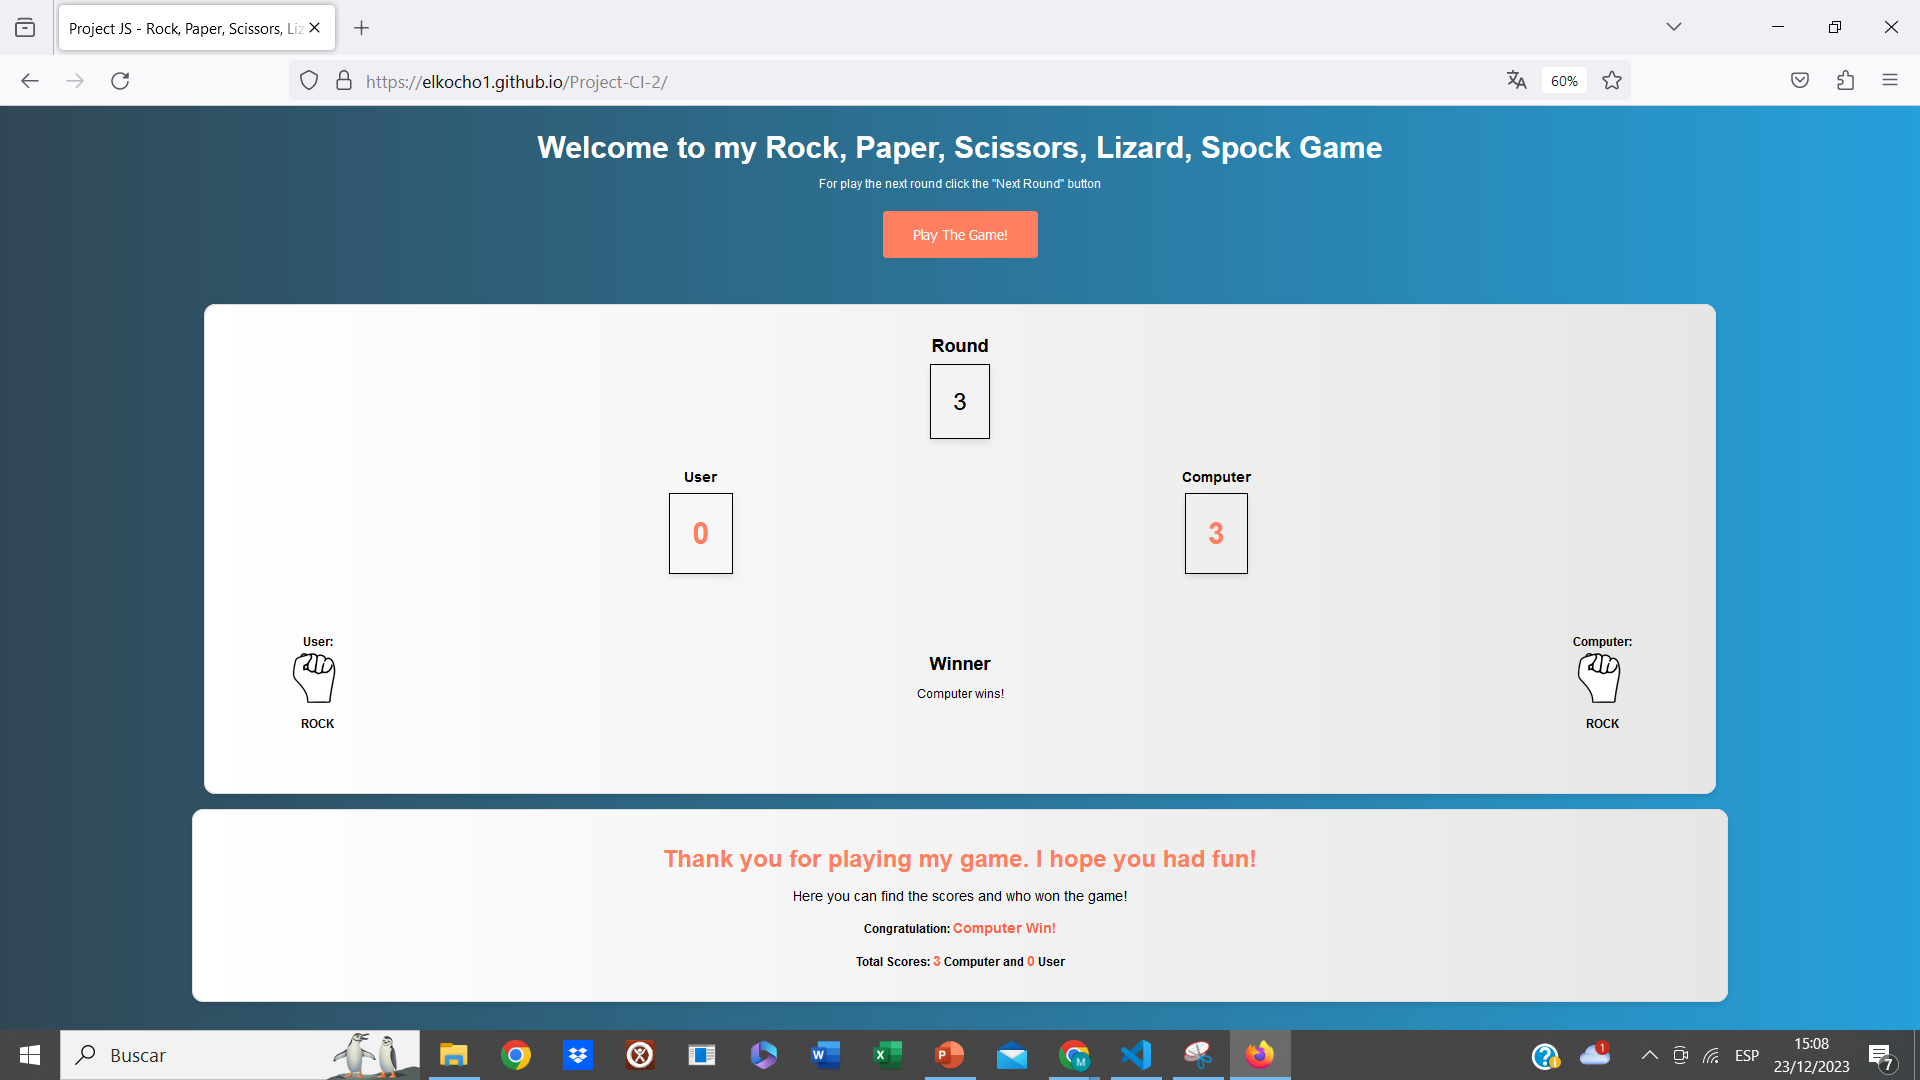 Project JS - Rock, Paper, Scissors, Liz
https://elkocho1.github.io/Project-CI-2/
60%
Welcome to my Rock, Paper, Scissors, Lizard, Spock Game
For play the next round click the "Next Round" button
Play The Game!
Round
3
User
Computer
0
3
User:
Computer:
Winner
Computer wins!
ROCK
ROCK
Thank you for playing my game. I hope you had fun!
Here you can find the scores and who won the game!
Congratulation: Computer Win!
Total Scores: 3 Computer and 0 User
Buscar
1
ESP
15:08
23/12/2023
7